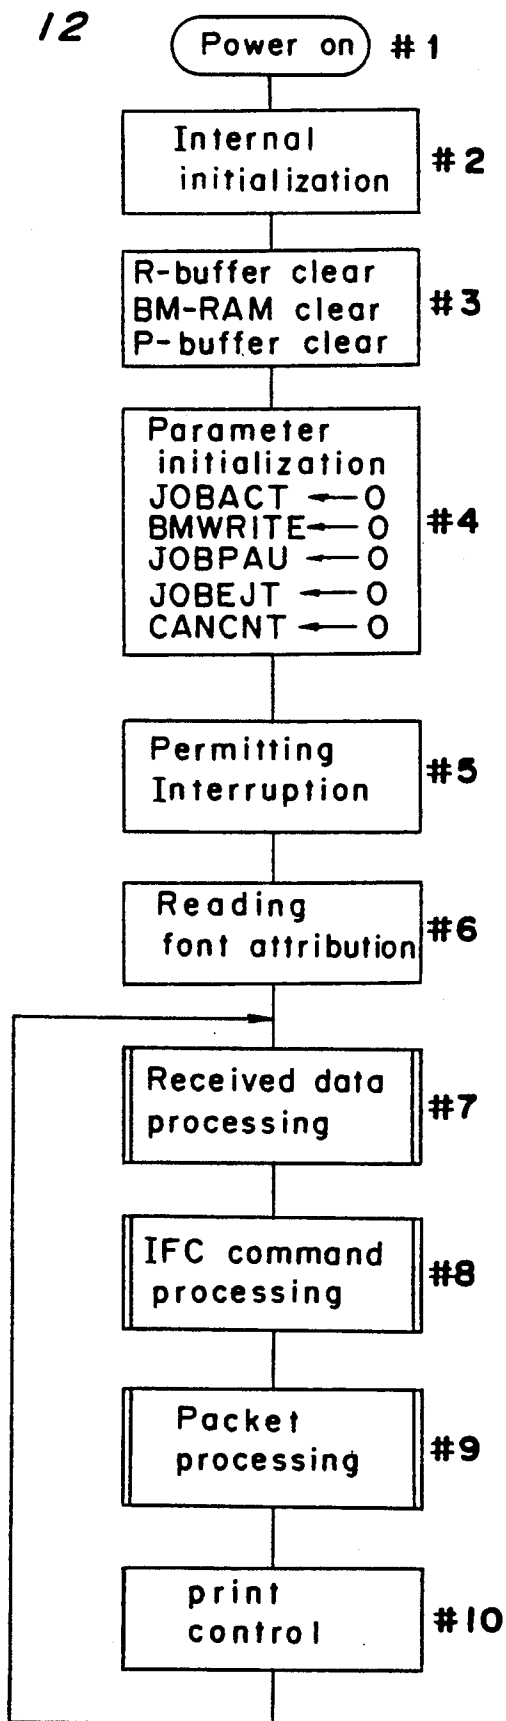 12
Power on #1
Internal
initialization
#2
R-buffer clear
BM-RAM clear
P-buffer clear
#3
Parameter
initialization
JOBACT ← 0
BMWRITE ← 0
JOBPAU ← 0
JOBEJT ← 0
CANCNT ← 0
#4
Permitting
Interruption
#5
Reading
font attribution
#6
Received data
processing
#7
IFC command
processing
#8
Packet
processing
#9
print
control
#10